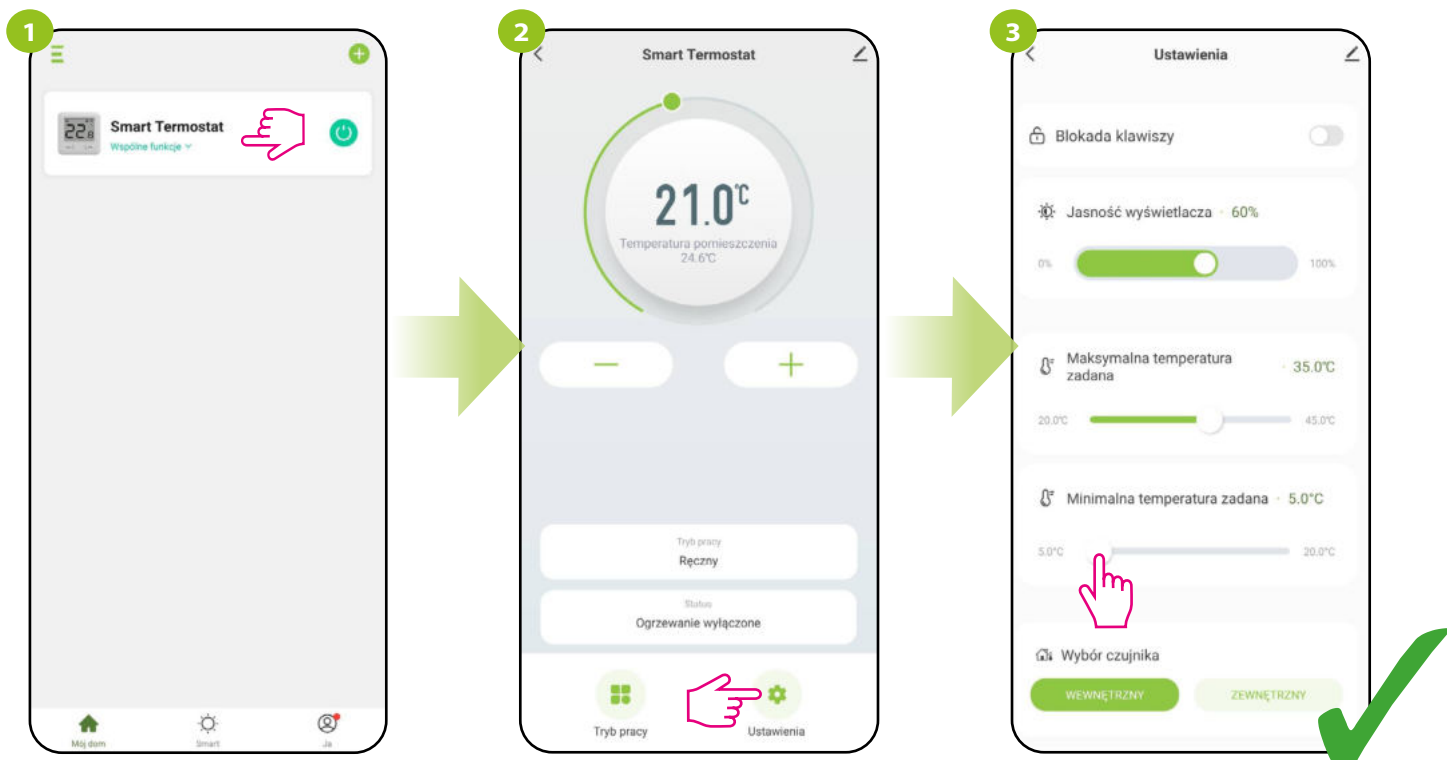 1
Smart Termostat
Wspólne funkcje
Mój dom
Smart
Ja
2
Smart Termostat
21.0°C
Temperatura pomieszczenia
24.6°C
Tryb pracy
Ręczny
Status
Ogrzewanie wyłączone
Tryb pracy
Ustawienia
3
Ustawienia
Blokada klawiszy
Jasność wyświetlacza · 60%
0%
100%
Maksymalna temperatura
zadana
· 35.0°C
20.0°C
45.0°C
Minimalna temperatura zadana · 5.0°C
5.0°C
20.0°C
Wybór czujnika
WEWNĘTRZNY
ZEWNĘTRZNY